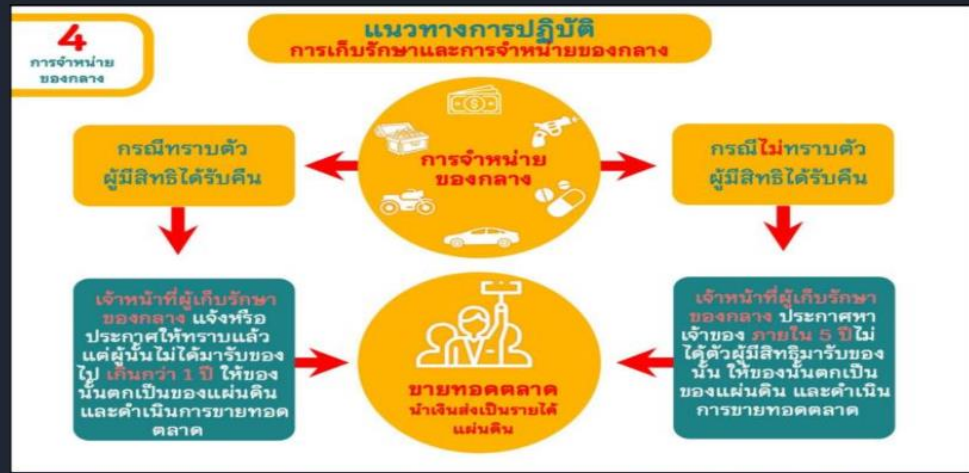 4
การจำหน่าย
ของกลาง
แนวทางการปฏิบัติ
การเก็บรักษาและการจำหน่ายของกลาง
การจำหน่าย
ของกลาง
กรณีทราบตัว
ผู้มีสิทธิได้รับคืน
เจ้าหน้าที่ผู้เก็บรักษา
ของกลาง แจ้งหรือ
ประกาศให้ทราบแล้ว
แต่ผู้นั้นไม่ได้มารับของ
ไป เกินกว่า 1 ปี ให้ของ
นั้นตกเป็นของแผ่นดิน
และดำเนินการขายทอด
ตลาด
กรณีไม่ทราบตัว
ผู้มีสิทธิได้รับคืน
เจ้าหน้าที่ผู้เก็บรักษา
ของกลาง ประกาศหา
เจ้าของ ภายใน 5 ปีไม่
ได้ตัวผู้มีสิทธิมารับของ
นั้น ให้ของนั้นตกเป็น
ของแผ่นดิน และดำเนิน
การขายทอดตลาด
ขายทอดตลาด
นำเงินส่งเป็นรายได้
แผ่นดิน